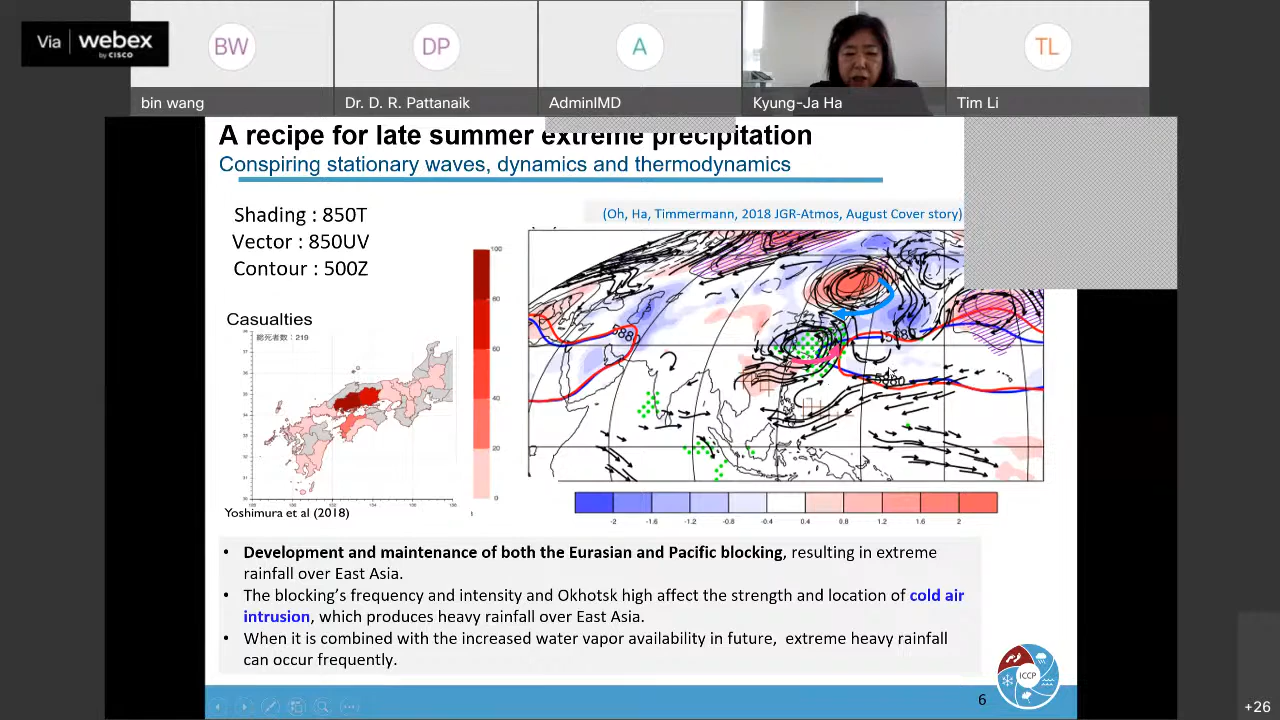 Via webex
by CISCO
BW
DP
A
TL
bin wang
Dr. D. R. Pattanaik
AdminIMD
Kyung-Ja Ha
Tim Li
A recipe for late summer extreme precipitation
Conspiring stationary waves, dynamics and thermodynamics
Shading : 850T
Vector : 850UV
Contour : 500Z
(Oh, Ha, Timmermann, 2018 JGR-Atmos, August Cover story)
Casualties
総死者数：219
100
80
60
40
20
0
Yoshimura et al (2018)
-2 -1.6 -1.2 -0.8 -0.4 0.4 0.8 1.2 1.6 2
• Development and maintenance of both the Eurasian and Pacific blocking, resulting in extreme
rainfall over East Asia.
• The blocking's frequency and intensity and Okhotsk high affect the strength and location of cold air
intrusion, which produces heavy rainfall over East Asia.
• When it is combined with the increased water vapor availability in future, extreme heavy rainfall
can occur frequently.
ICCP
6
+26